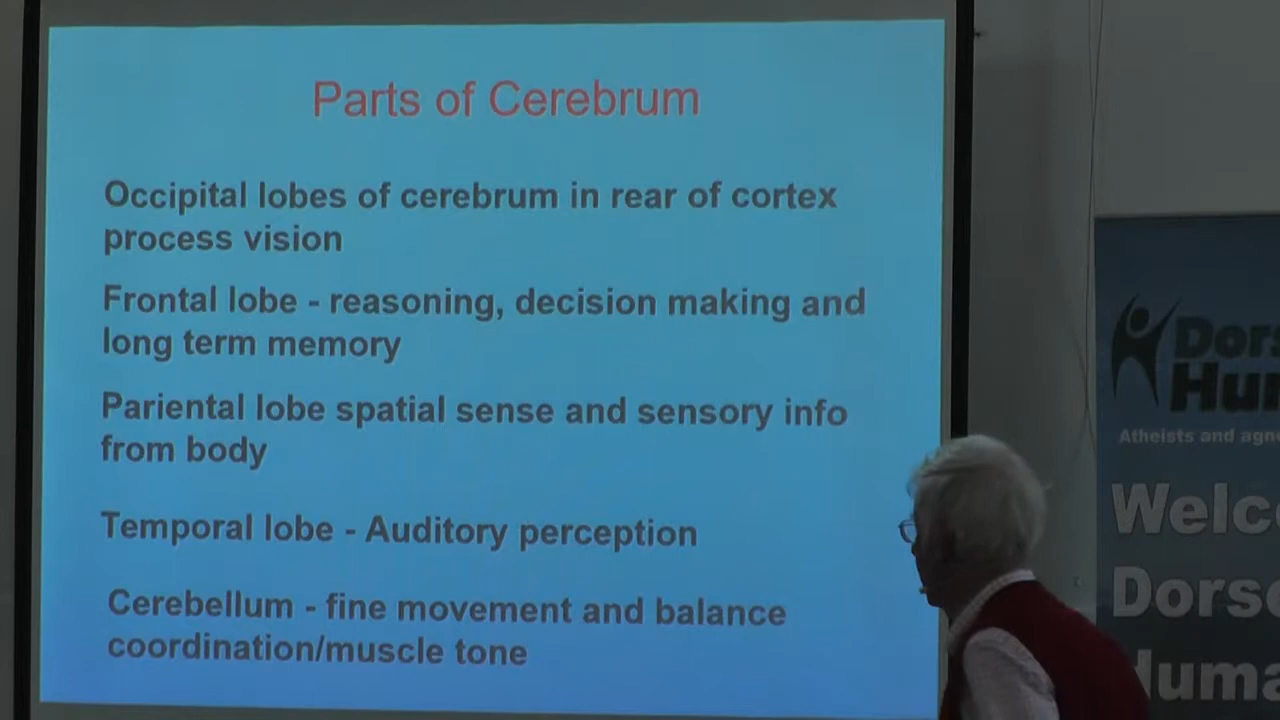 Parts of Cerebrum
Occipital lobes of cerebrum in rear of cortex
process vision
Frontal lobe - reasoning, decision making and
long term memory
Pariental lobe spatial sense and sensory info
from body
Temporal lobe - Auditory perception
Cerebellum - fine movement and balance
coordination/muscle tone
Dors
Hu
Atheists and agn
Welc
Dors
Huma